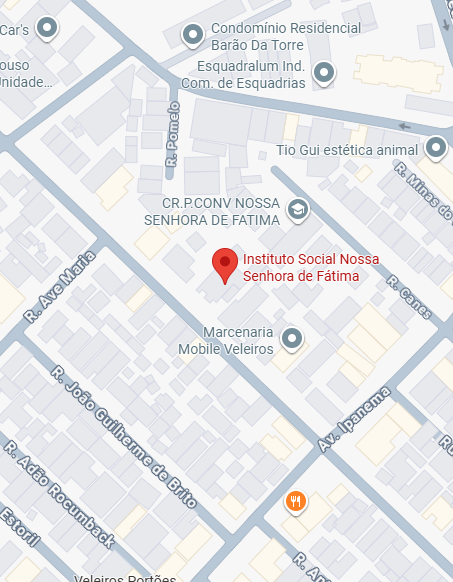 Car's
Condomínio Residencial
Barão Da Torre
ouso
Unidade...
Esquadralum Ind.
Com. de Esquadrias
R. Pomelo
Tio Gui estética animal
R. Minas do
CR.P.CONV NOSSA
SENHORA DE FATIMA
Instituto Social Nossa
Senhora de Fátima
R. Ave Maria
R. Canes
Marcenaria
Mobile Veleiros
R. João Guilherme de Brito
Av. Ipanema
R. Adão Rocumback
Estoril
Veleiros Portões